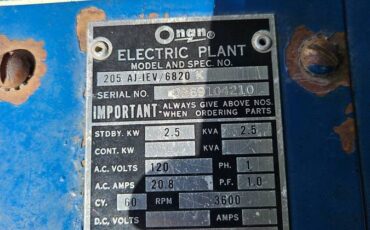 Onan ®
ELECTRIC PLANT
MODEL AND SPEC. NO.
205 AJ-IEV/6820
SERIAL NO.
IMPORTANT ALWAYS GIVE ABOVE NOS.
WHEN ORDERING PARTS
STDBY. KW 2.5 KVA 2.5
CONT. KW KVA
A.C. VOLTS 120 PH. 1
A.C. AMPS 20.8 P.F. 1.0
CY. 60 RPM 3600
D.C. VOLTS AMPS